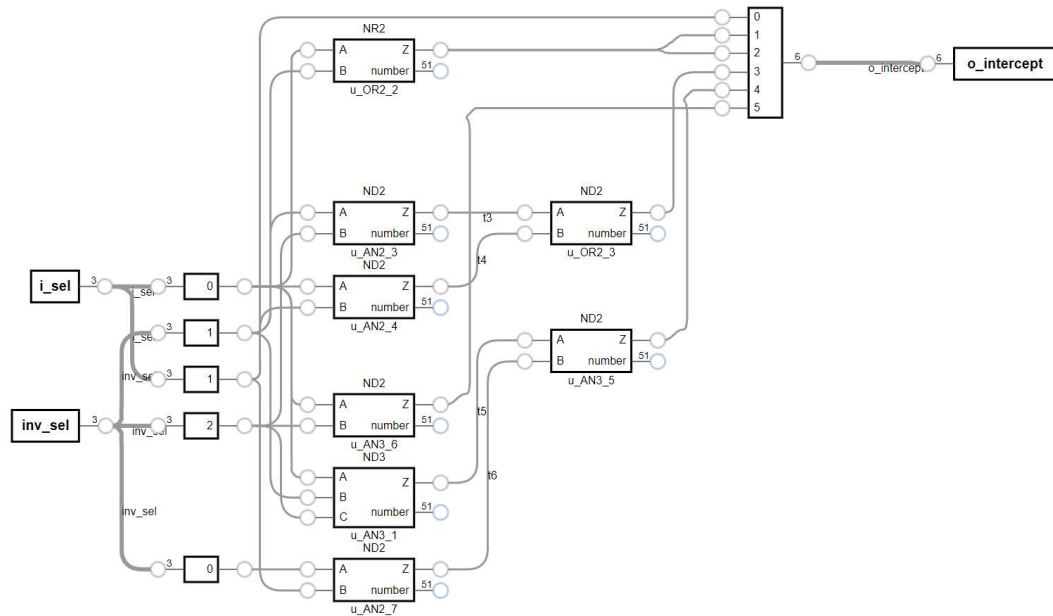 0
NR2
1
A Z
2
51
6
6
B number
3
o_intercept
o_intercept
u_OR2_2
4
5
ND2
ND2
A Z
A Z
t3
B number
51
B number
51
u_AN2_3
u_OR2_3
ND2
t4
i_sel
3
3
0
A Z
i_sel
B number
51
u_AN2_4
ND2
3
1
A Z
i_sel
B number
51
inv_sel
3
1
u_AN3_5
ND2
A Z
t5
inv_sel
3
3
2
B number
51
inv_sel
u_AN3_6
ND3
t6
A Z
B
inv_sel
51
number
C
u_AN3_1
ND2
3
0
A Z
B number
51
u_AN2_7